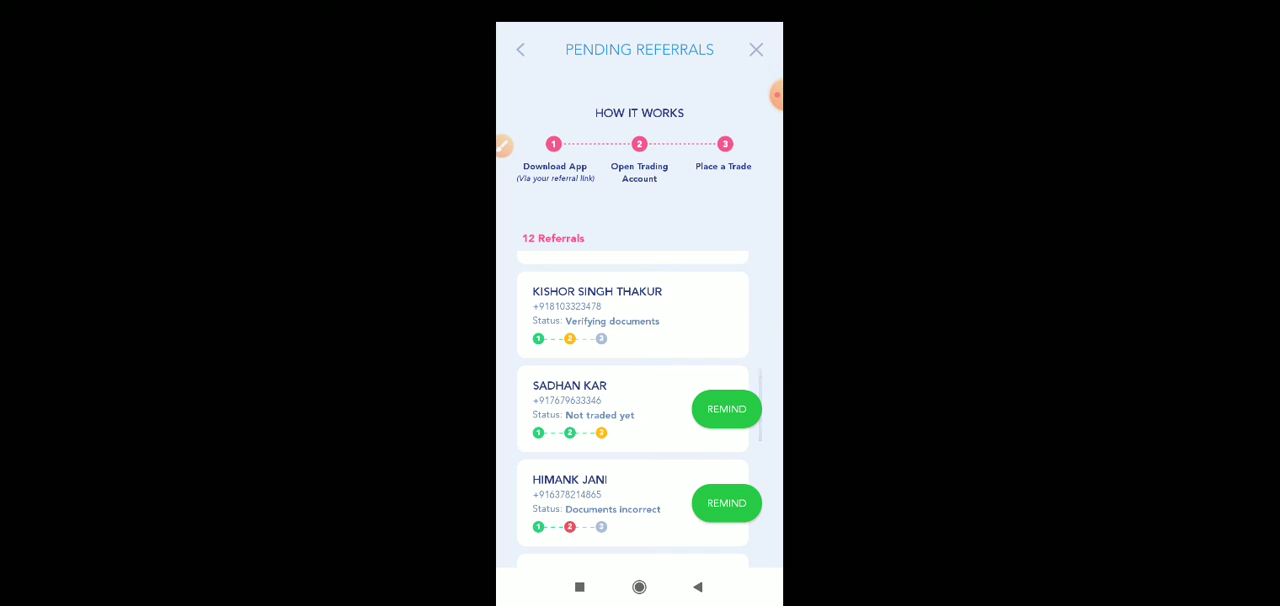 PENDING REFERRALS
HOW IT WORKS
1 2 3
Download App Open Trading Place a Trade
(Via your referral link) Account
12 Referrals
KISHOR SINGH THAKUR
+918103323478
Status: Verifying documents
1 2 3
SADHAN KAR
+917679633346
REMIND
Status: Not traded yet
1 2 3
HIMANK JANI
+916378214865
REMIND
Status: Documents incorrect
1 2 3